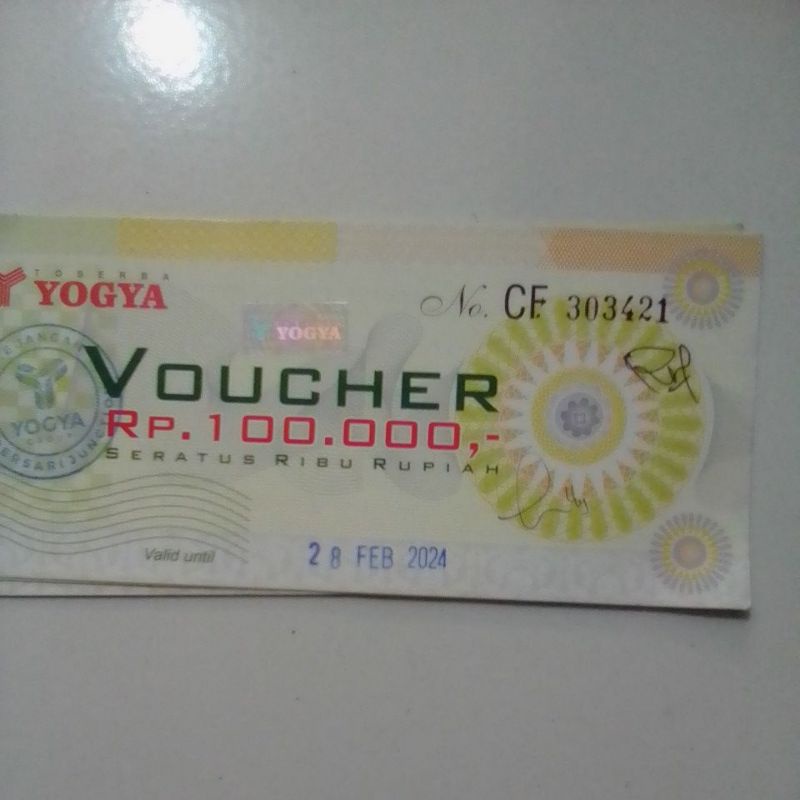 TOSERBA
YOGYA
No. CF 303421
YOGYA
VOUCHER
YOGYA
Rp.100.000,-
SERATUS RIBU RUPIAH
Valid until
28 FEB 2024